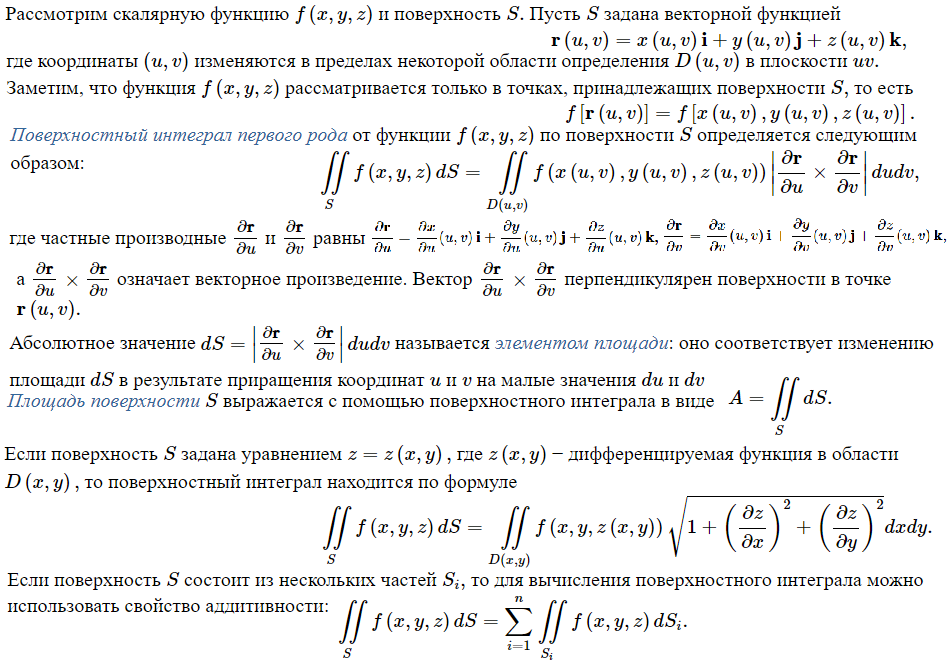 Рассмотрим скалярную функцию f (x, y, z) и поверхность S. Пусть S задана векторной функцией
r (u, v) = x (u, v) i + y (u, v) j + z (u, v) k,
где координаты (u, v) изменяются в пределах некоторой области определения D (u, v) в плоскости uv.
Заметим, что функция f (x, y, z) рассматривается только в точках, принадлежащих поверхности S, то есть
f [r (u, v)] = f [x (u, v) , y (u, v) , z (u, v)] .
Поверхностный интеграл первого рода от функции f (x, y, z) по поверхности S определяется следующим
образом: ∬_S f (x, y, z) dS = ∬_{D(u,v)} f (x (u, v) , y (u, v) , z (u, v)) |∂r/∂u × ∂r/∂v| dudv,
где частные производные ∂r/∂u и ∂r/∂v равны ∂r/∂u = ∂x/∂u (u, v) i + ∂y/∂u (u, v) j + ∂z/∂u (u, v) k, ∂r/∂v = ∂x/∂v (u, v) i + ∂y/∂v (u, v) j + ∂z/∂v (u, v) k,
а ∂r/∂u × ∂r/∂v означает векторное произведение. Вектор ∂r/∂u × ∂r/∂v перпендикулярен поверхности в точке
r (u, v).
Абсолютное значение dS = |∂r/∂u × ∂r/∂v| dudv называется элементом площади: оно соответствует изменению
площади dS в результате приращения координат u и v на малые значения du и dv
Площадь поверхности S выражается с помощью поверхностного интеграла в виде A = ∬_S dS.
Если поверхность S задана уравнением z = z (x, y) , где z (x, y) − дифференцируемая функция в области
D (x, y) , то поверхностный интеграл находится по формуле
∬_S f (x, y, z) dS = ∬_{D(x,y)} f (x, y, z (x, y)) √(1 + (∂z/∂x)² + (∂z/∂y)²) dxdy.
Если поверхность S состоит из нескольких частей S_i, то для вычисления поверхностного интеграла можно
использовать свойство аддитивности: ∬_S f (x, y, z) dS = ∑_{i=1}^{n} ∬_{S_i} f (x, y, z) dS_i.